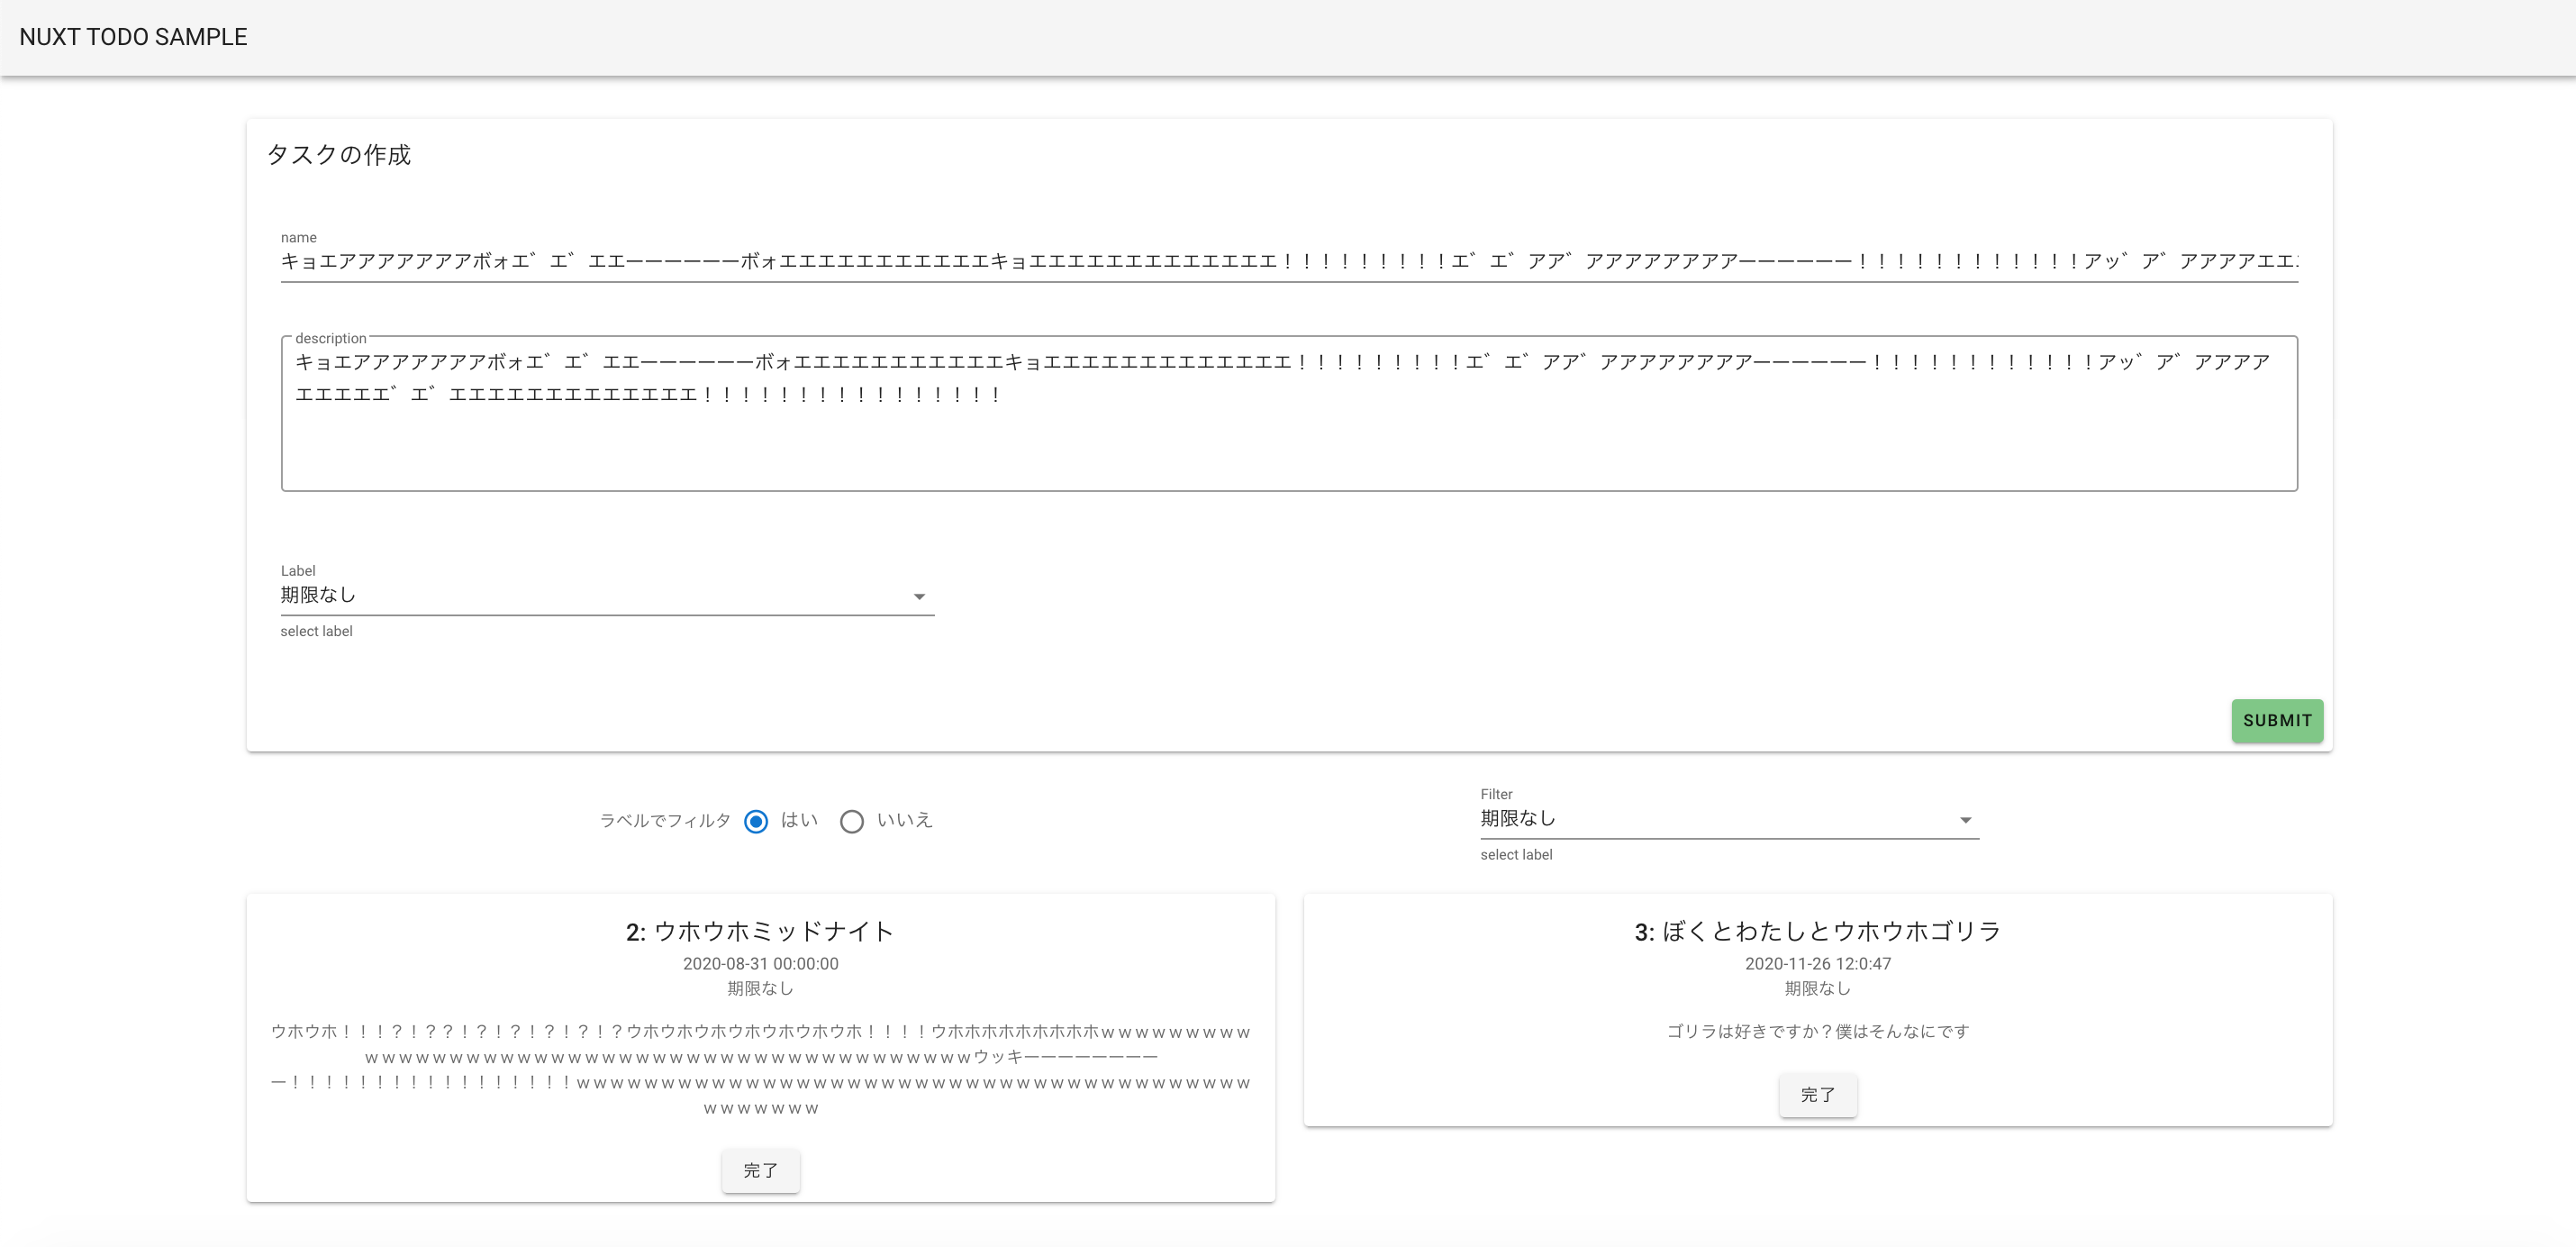 NUXT TODO SAMPLE
タスクの作成
name
キョエアアアアアアアボォエ゛エ゛エエーーーーーーボォエエエエエエエエエエエキョエエエエエエエエエエエエエ！！！！！！！！！エ゛エ゛アア゛アアアアアアアアーーーーーー！！！！！！！！！！！！アッ゛ア゛アアアアエエ
description
キョエアアアアアアアボォエ゛エ゛エエーーーーーーボォエエエエエエエエエエエキョエエエエエエエエエエエエエ！！！！！！！！！エ゛エ゛アア゛アアアアアアアアーーーーーー！！！！！！！！！！！！アッ゛ア゛アアアア
エエエエエ゛エ゛エエエエエエエエエエエエエ！！！！！！！！！！！！！！！！
Label
期限なし
select label
SUBMIT
ラベルでフィルタ はい いいえ
Filter
期限なし
select label
2: ウホウホミッドナイト
2020-08-31 00:00:00
期限なし
ウホウホ！！！？！？？！？！？！？！？！？ウホウホウホウホウホウホウホ！！！！ウホホホホホホホホホｗｗｗｗｗｗｗｗｗ
ｗｗｗｗｗｗｗｗｗｗｗｗｗｗｗｗｗｗｗｗｗｗｗｗｗｗｗｗｗｗｗｗｗｗｗｗウッキーーーーーーーー
ー！！！！！！！！！！！！！！！！！ｗｗｗｗｗｗｗｗｗｗｗｗｗｗｗｗｗｗｗｗｗｗｗｗｗｗｗｗｗｗｗｗｗｗｗｗｗｗｗｗ
ｗｗｗｗｗｗｗ
完了
3: ぼくとわたしとウホウホゴリラ
2020-11-26 12:0:47
期限なし
ゴリラは好きですか？僕はそんなにです
完了